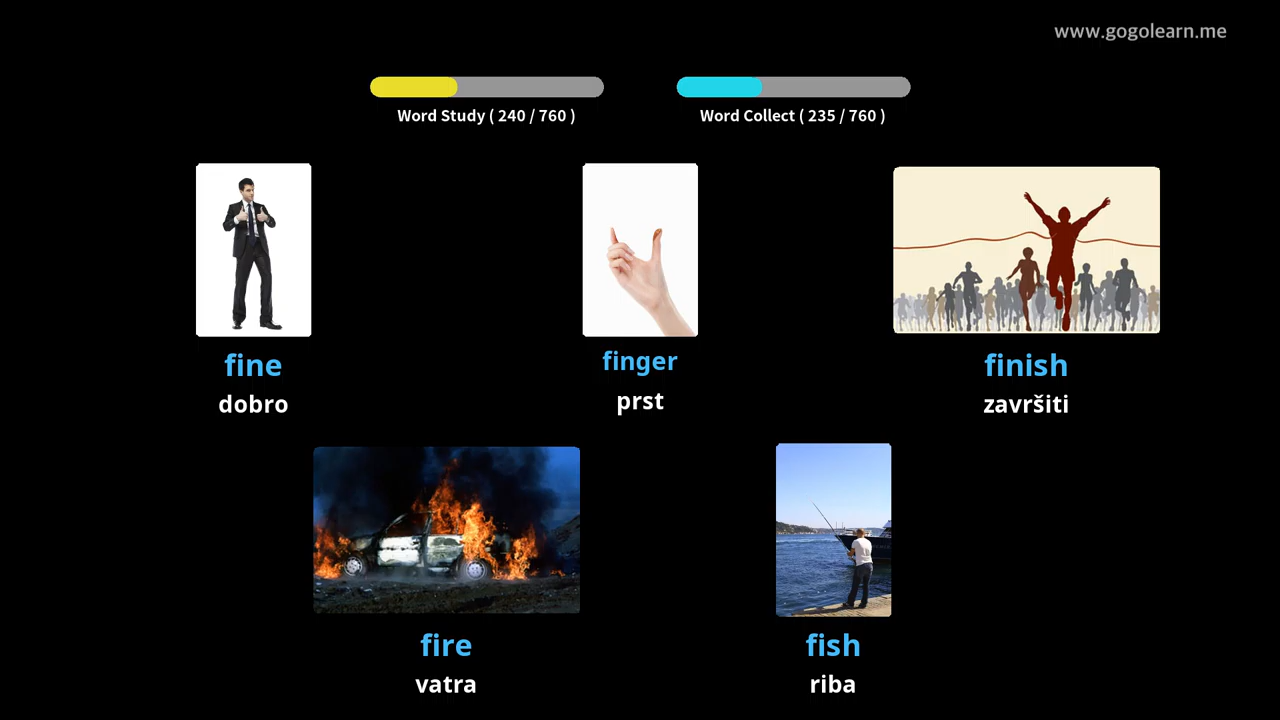 www.gogolearn.me
Word Study ( 240 / 760 )
Word Collect ( 235 / 760 )
fine
dobro
finger
prst
finish
završiti
fire
vatra
fish
riba